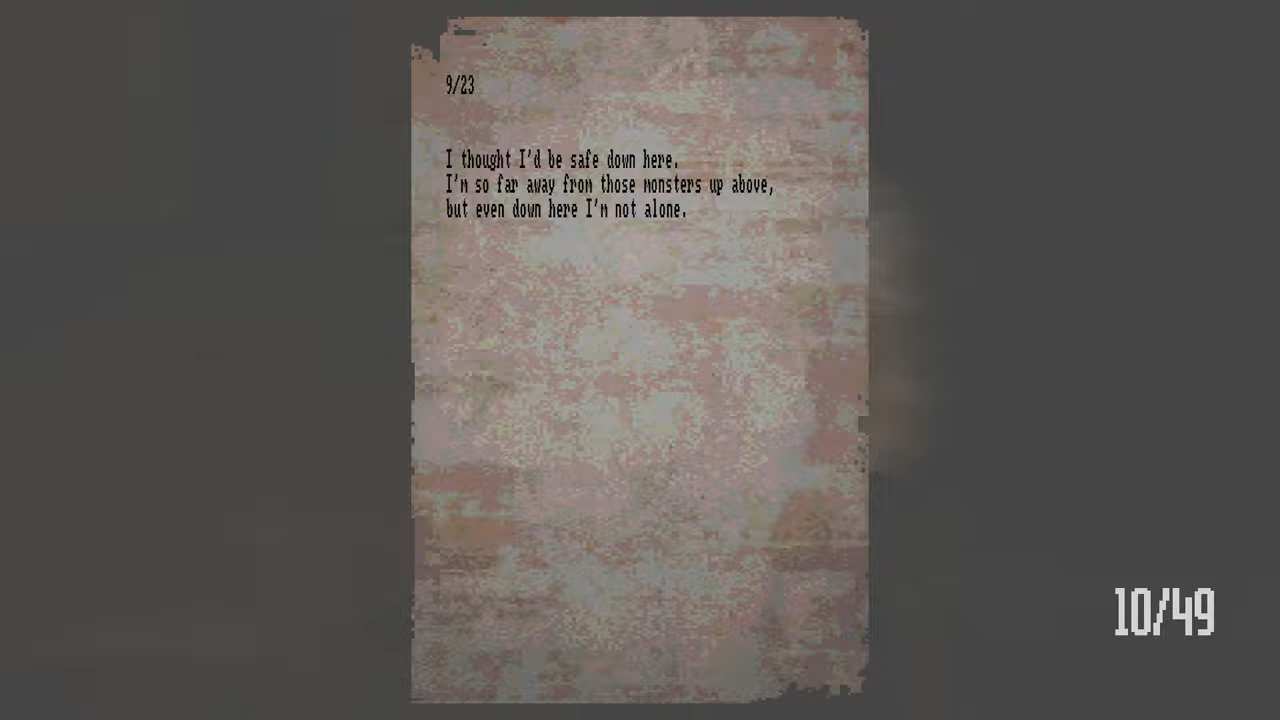 9/23
I thought I'd be safe down here.
I'm so far away from those monsters up above,
but even down here I'm not alone.
10/49